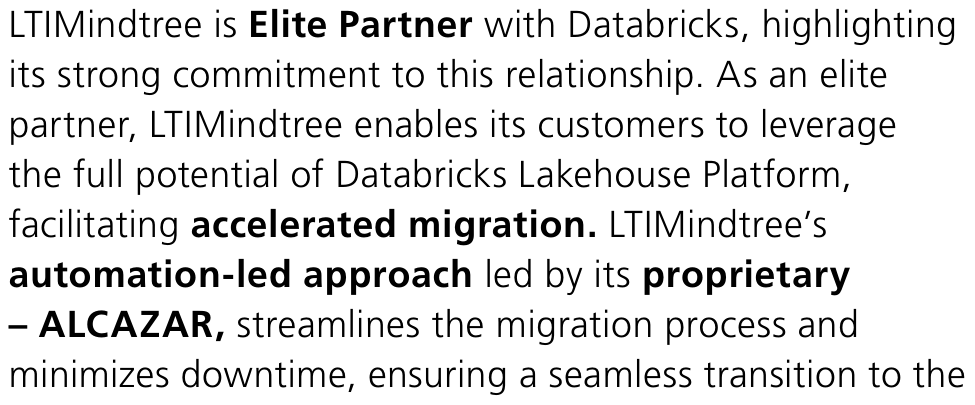 LTIMindtree is Elite Partner with Databricks, highlighting
its strong commitment to this relationship. As an elite
partner, LTIMindtree enables its customers to leverage
the full potential of Databricks Lakehouse Platform,
facilitating accelerated migration. LTIMindtree’s
automation-led approach led by its proprietary
– ALCAZAR, streamlines the migration process and
minimizes downtime, ensuring a seamless transition to the